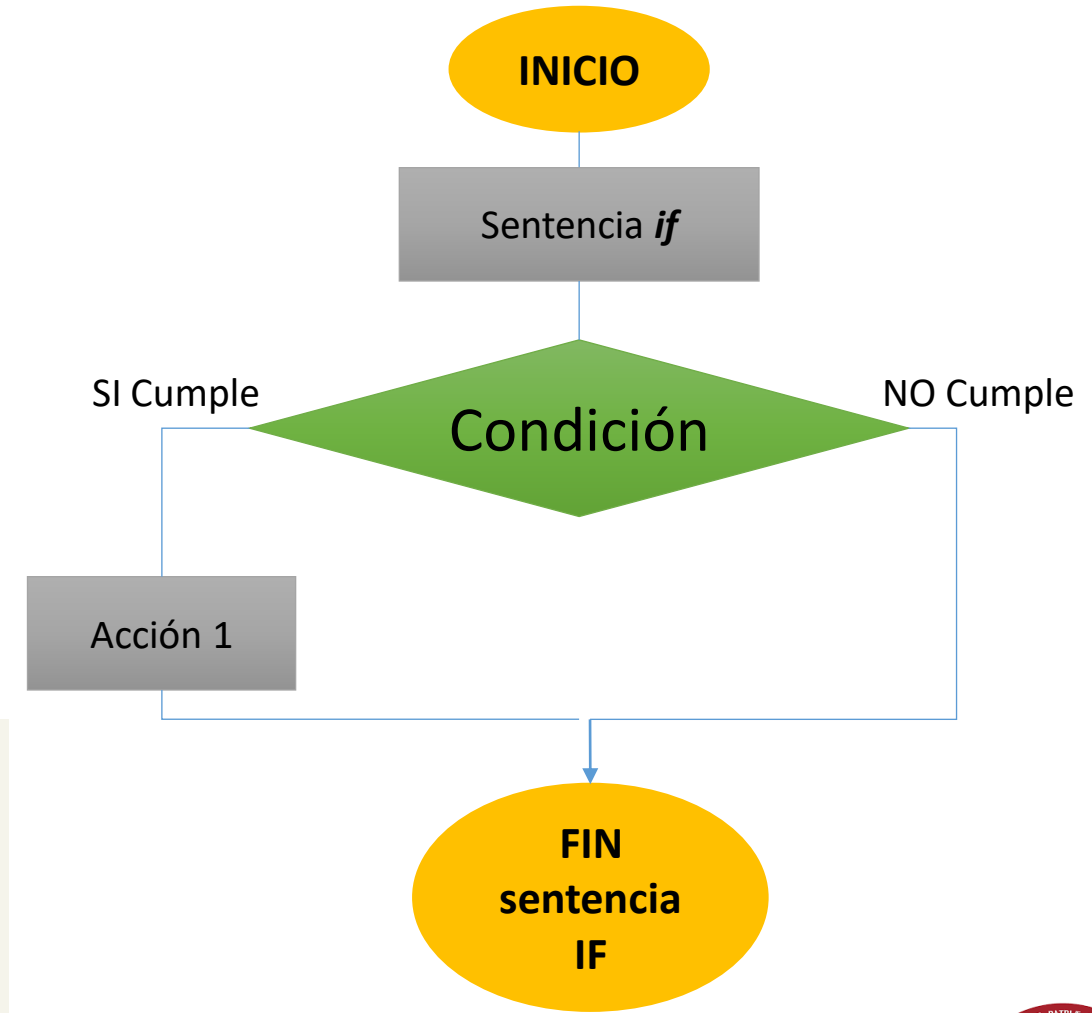 INICIO
Sentencia if
SI Cumple
NO Cumple
Condición
Acción 1
FIN
sentencia
IF